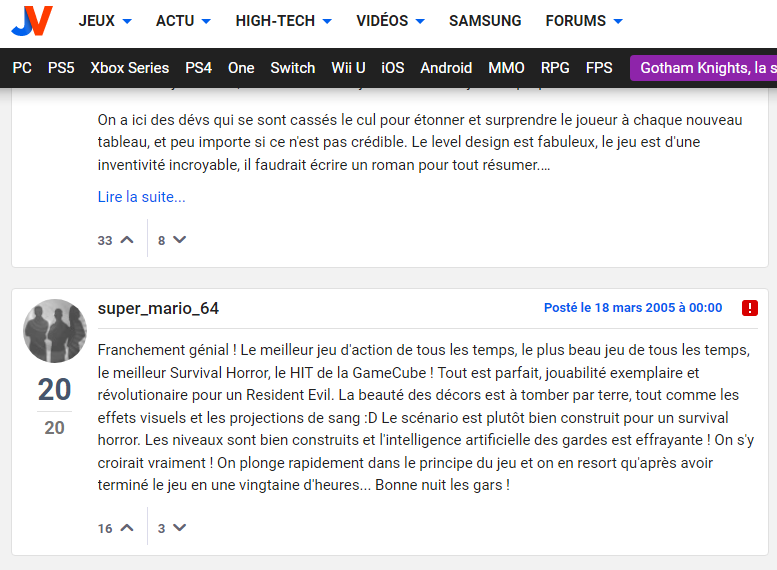 JV JEUX ACTU HIGH-TECH VIDÉOS SAMSUNG FORUMS
PC PS5 Xbox Series PS4 One Switch Wii U iOS Android MMO RPG FPS Gotham Knights, la s
On a ici des dévs qui se sont cassés le cul pour étonner et surprendre le joueur à chaque nouveau
tableau, et peu importe si ce n'est pas crédible. Le level design est fabuleux, le jeu est d'une
inventivité incroyable, il faudrait écrire un roman pour tout résumer....
Lire la suite...
33 8
super_mario_64 Posté le 18 mars 2005 à 00:00
20
20
Franchement génial ! Le meilleur jeu d'action de tous les temps, le plus beau jeu de tous les temps,
le meilleur Survival Horror, le HIT de la GameCube ! Tout est parfait, jouabilité exemplaire et
révolutionaire pour un Resident Evil. La beauté des décors est à tomber par terre, tout comme les
effets visuels et les projections de sang :D Le scénario est plutôt bien construit pour un survival
horror. Les niveaux sont bien construits et l'intelligence artificielle des gardes est effrayante ! On s'y
croirait vraiment ! On plonge rapidement dans le principe du jeu et on en resort qu'après avoir
terminé le jeu en une vingtaine d'heures... Bonne nuit les gars !
16 3